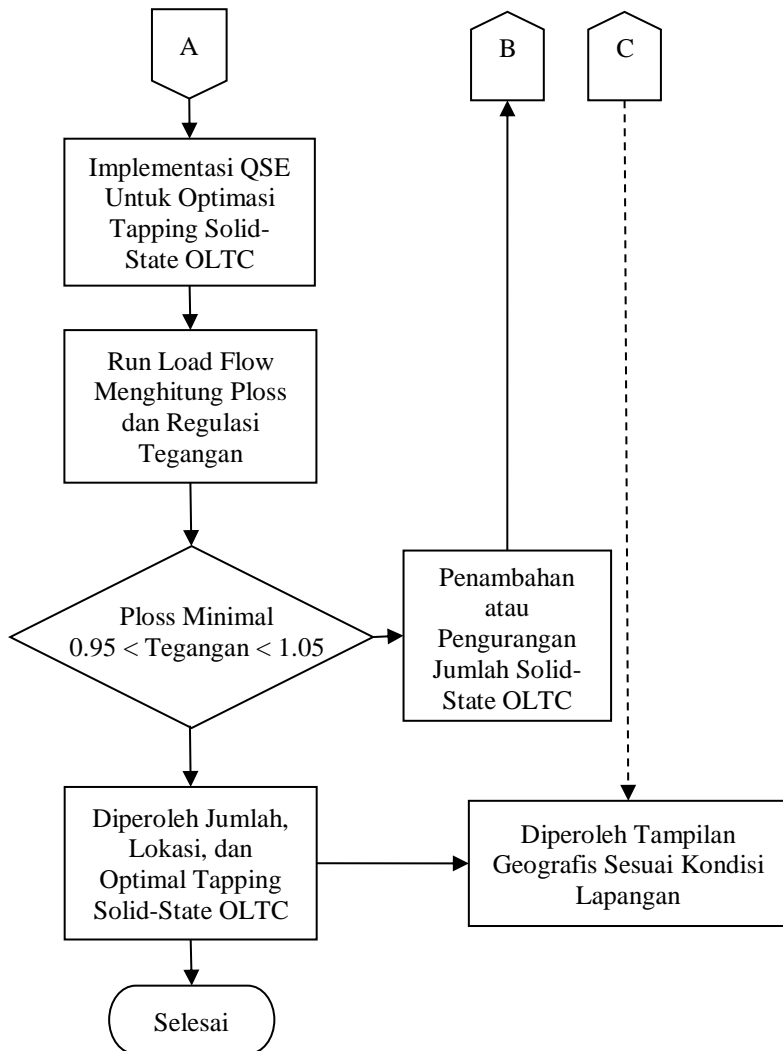 A
B
C
Implementasi QSE
Untuk Optimasi
Tapping Solid-
State OLTC
Run Load Flow
Menghitung Ploss
dan Regulasi
Tegangan
Ploss Minimal
0.95 < Tegangan < 1.05
Penambahan
atau
Pengurangan
Jumlah Solid-
State OLTC
Diperoleh Jumlah,
Lokasi, dan
Optimal Tapping
Solid-State OLTC
Diperoleh Tampilan
Geografis Sesuai Kondisi
Lapangan
Selesai